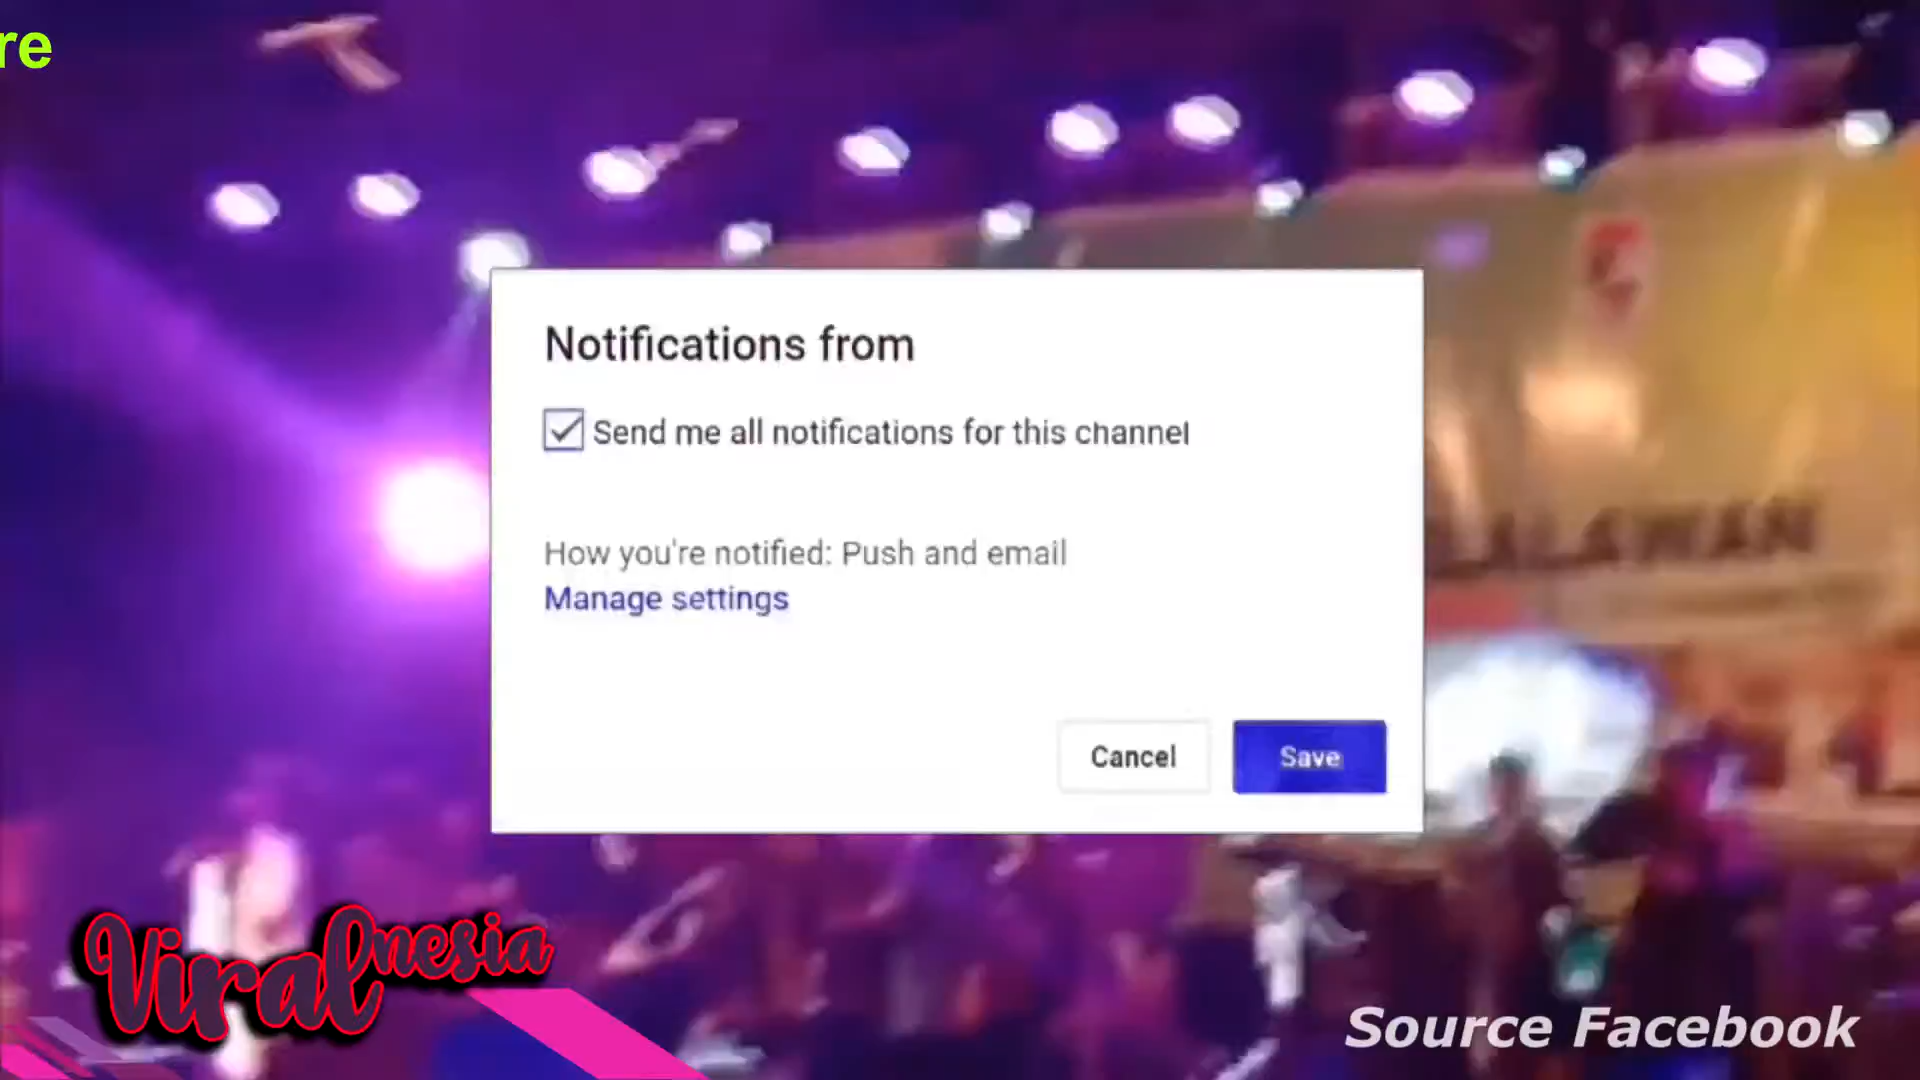 re
Notifications from
Send me all notifications for this channel
How you're notified: Push and email
Manage settings
Cancel
Save
Viralnesia
Source Facebook